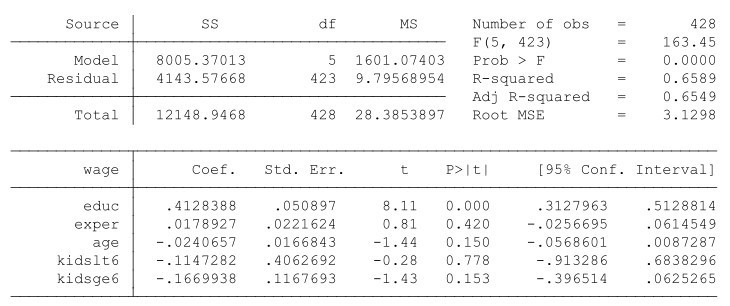 Source SS df MS Number of obs = 428
F(5, 423) = 163.45
Model 8005.37013 5 1601.07403 Prob > F = 0.0000
Residual 4143.57668 423 9.79568954 R-squared = 0.6589
Adj R-squared = 0.6549
Total 12148.9468 428 28.3853897 Root MSE = 3.1298
wage Coef. Std. Err. t P>|t| [95% Conf. Interval]
educ .4128388 .050897 8.11 0.000 .3127963 .5128814
exper .0178927 .0221624 0.81 0.420 -.0256695 .0614549
age -.0240657 .0166843 -1.44 0.150 -.0568601 .0087287
kidslt6 -.1147282 .4062692 -0.28 0.778 -.913286 .6838296
kidsge6 -.1669938 .1167693 -1.43 0.153 -.396514 .0625265